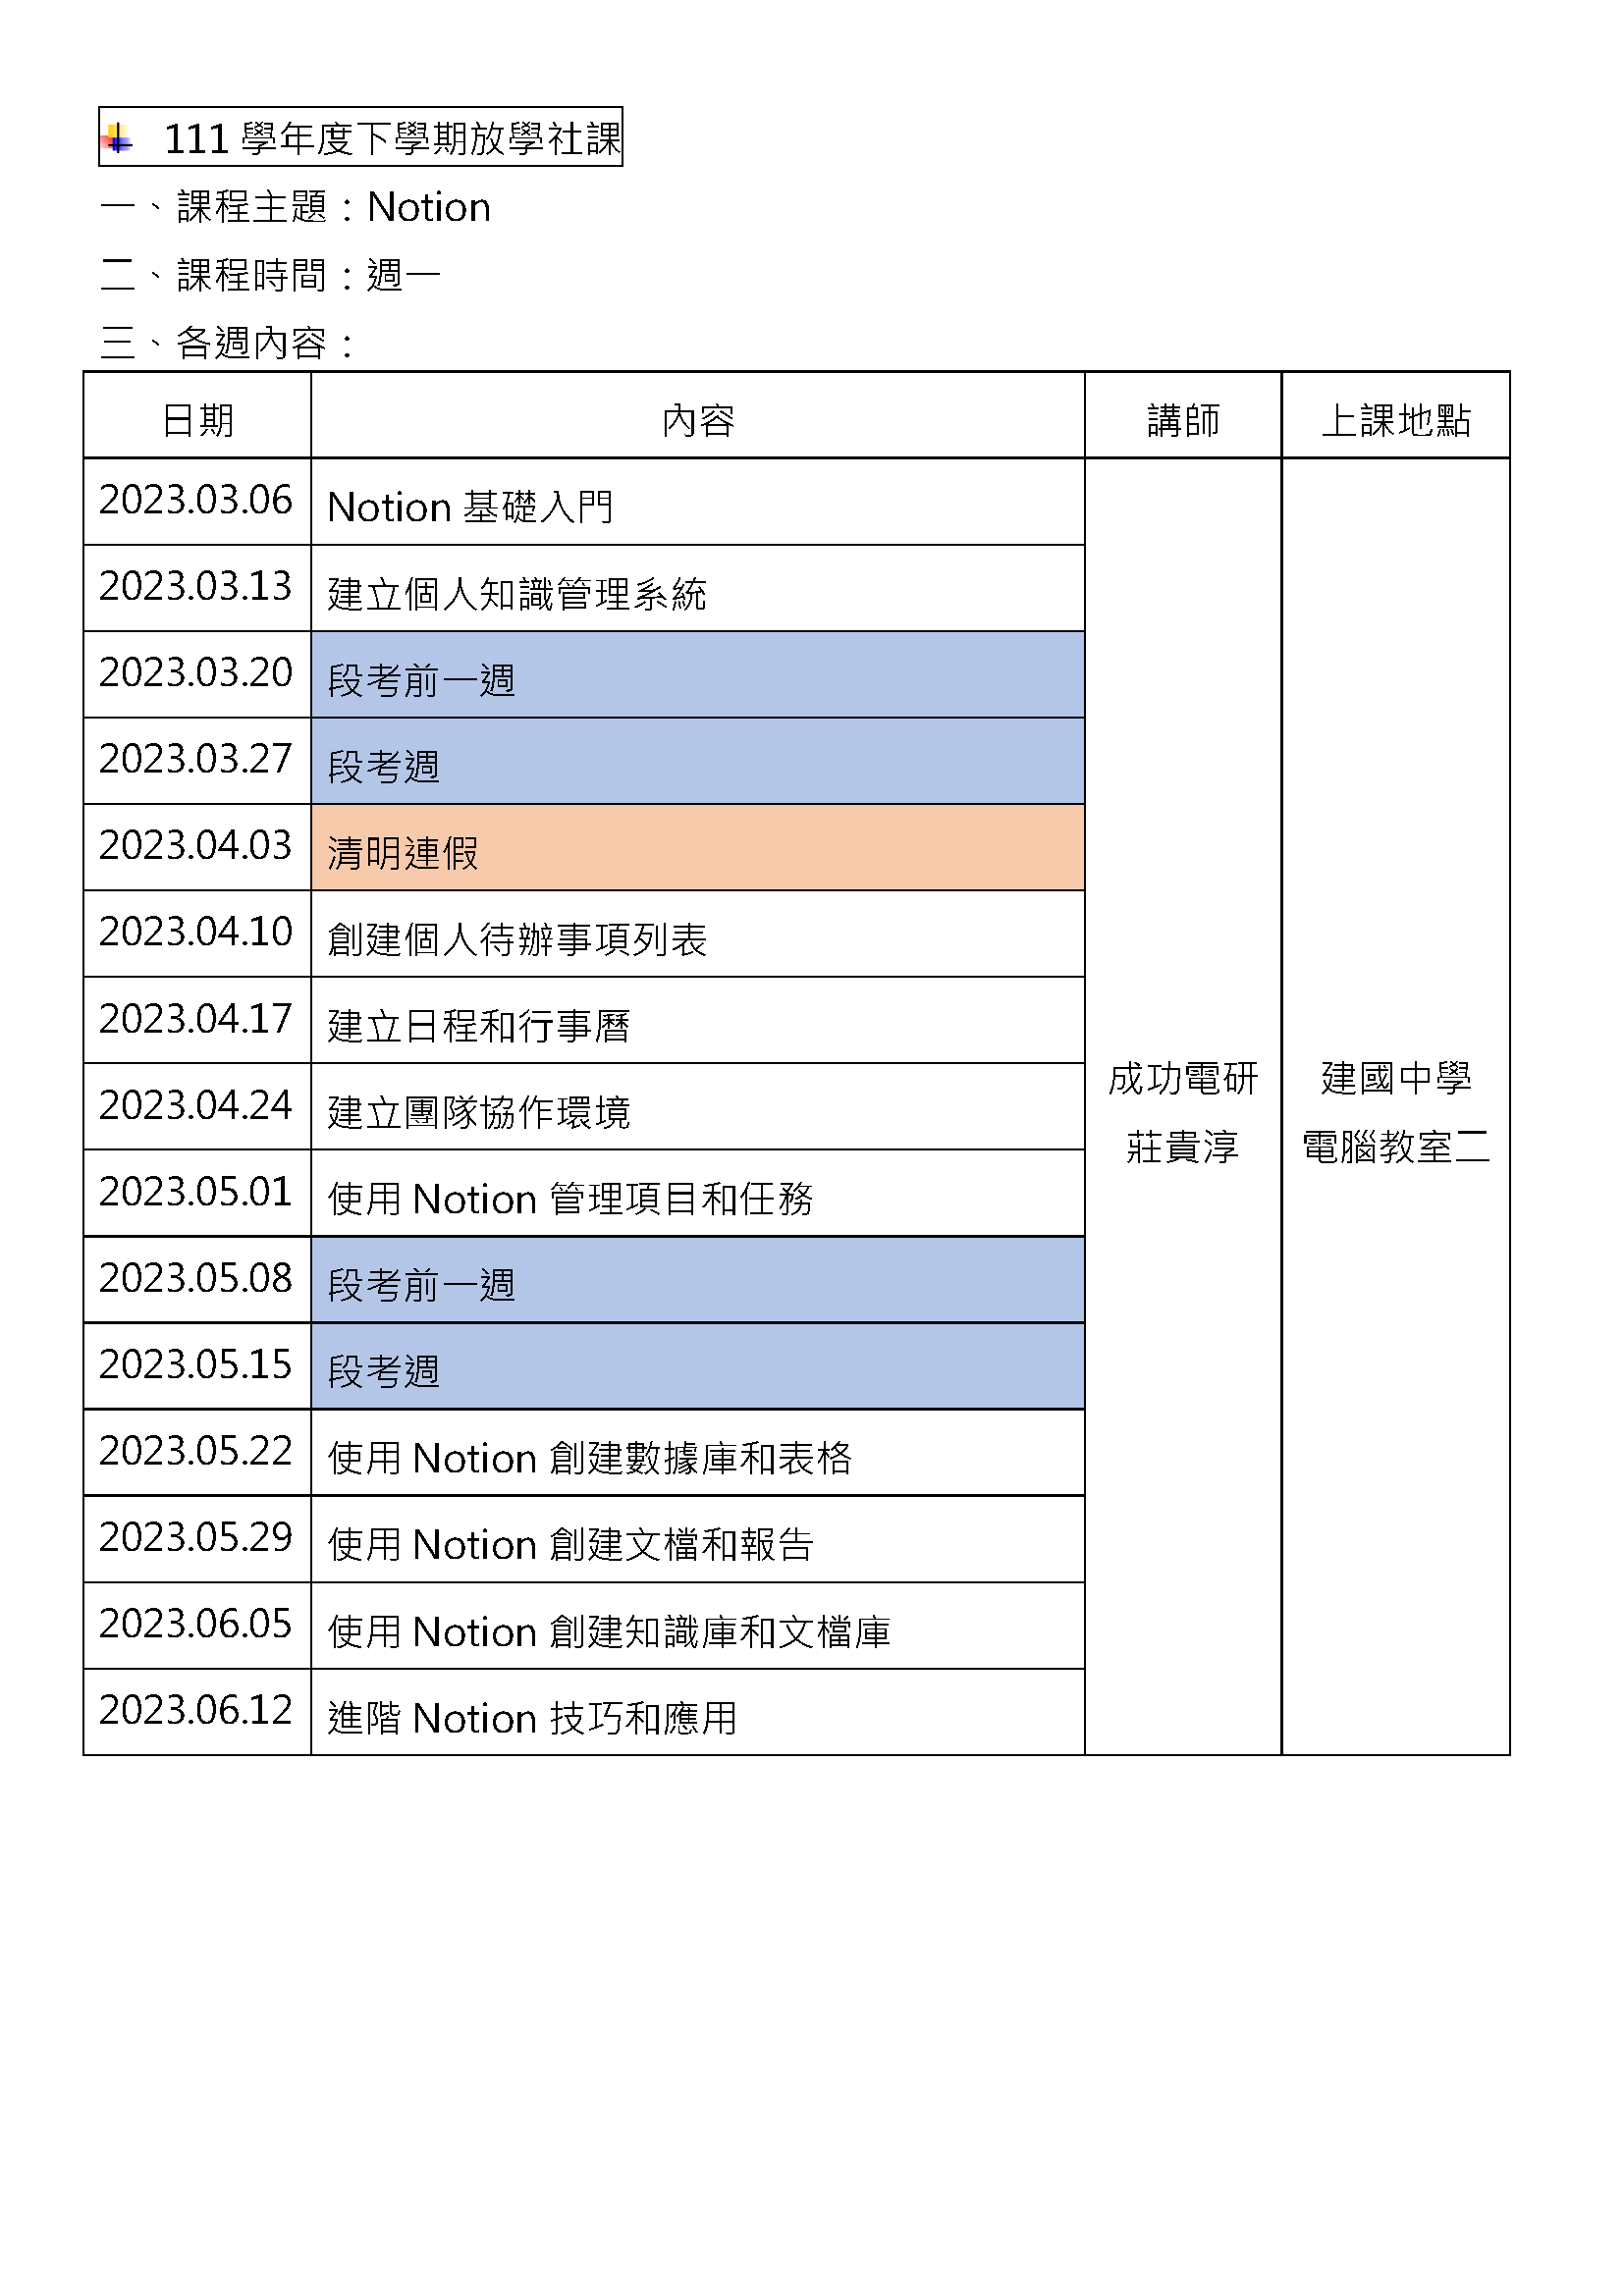 111 學年度下學期放學社課
一、課程主題：Notion
二、課程時間：週一
三、各週內容：
日期 內容 講師 上課地點
2023.03.06 Notion 基礎入門
2023.03.13 建立個人知識管理系統
2023.03.20 段考前一週
2023.03.27 段考週
2023.04.03 清明連假
2023.04.10 創建個人待辦事項列表
2023.04.17 建立日程和行事曆
2023.04.24 建立團隊協作環境
2023.05.01 使用 Notion 管理項目和任務
2023.05.08 段考前一週
2023.05.15 段考週
2023.05.22 使用 Notion 創建數據庫和表格
2023.05.29 使用 Notion 創建文檔和報告
2023.06.05 使用 Notion 創建知識庫和文檔庫
2023.06.12 進階 Notion 技巧和應用
成功電研
莊貴淳
建國中學
電腦教室二